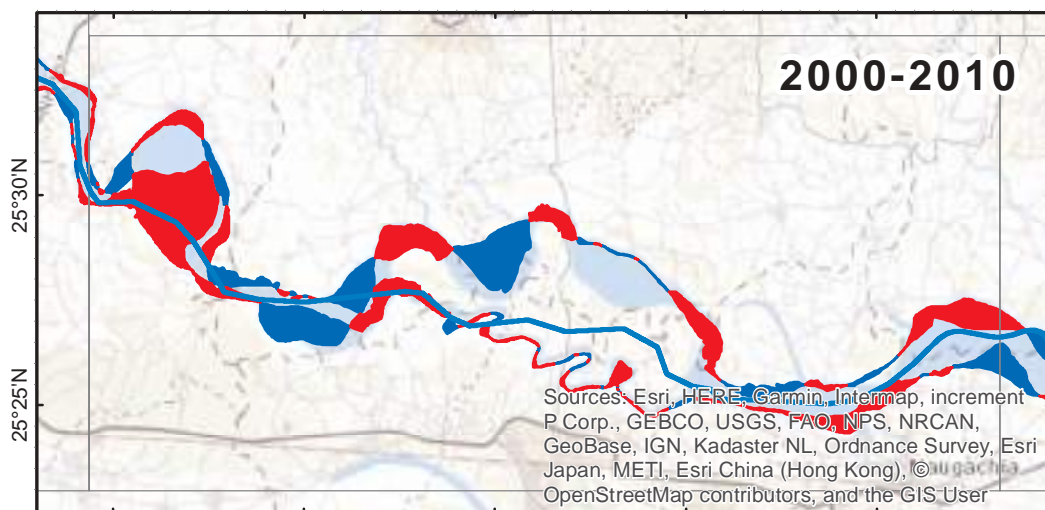 2000-2010
25°30'N
25°25'N
Sources: Esri, HERE, Garmin, Intermap, increment
P Corp., GEBCO, USGS, FAO, NPS, NRCAN,
GeoBase, IGN, Kadaster NL, Ordnance Survey, Esri
Japan, METI, Esri China (Hong Kong), ©
OpenStreetMap contributors, and the GIS User